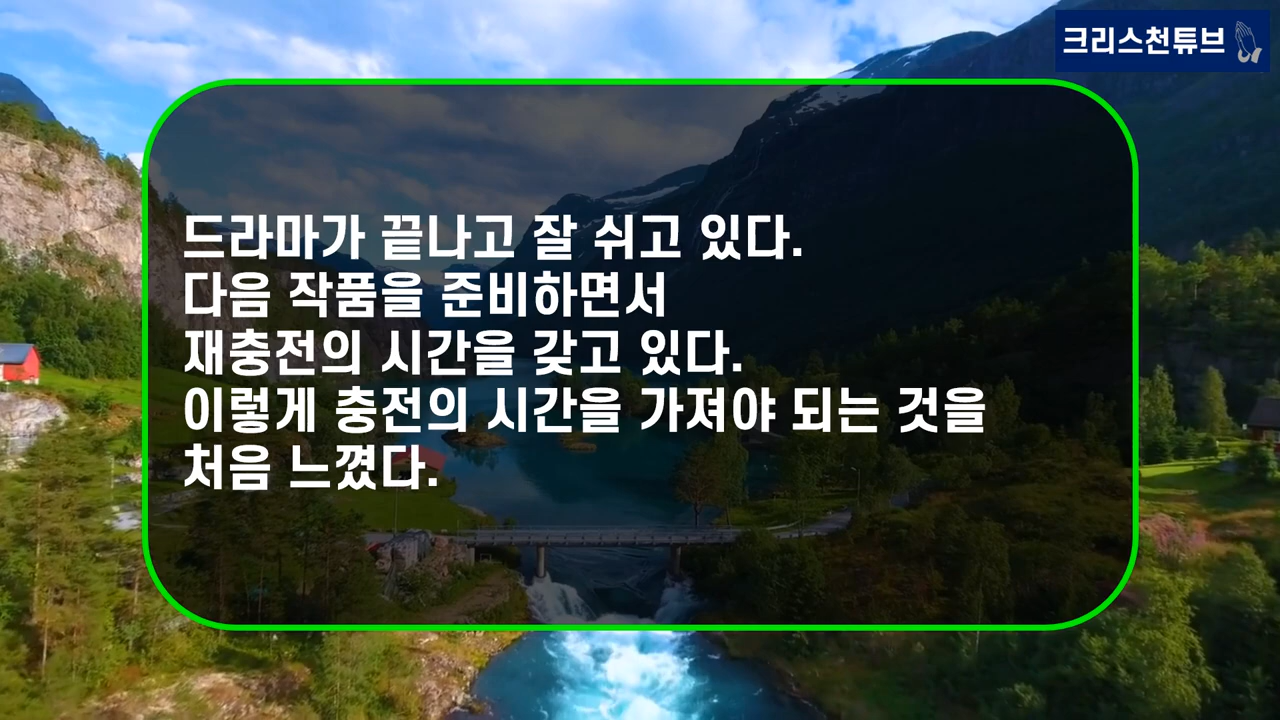 크리스천튜브
드라마가 끝나고 잘 쉬고 있다.
다음 작품을 준비하면서
재충전의 시간을 갖고 있다.
이렇게 충전의 시간을 가져야 되는 것을
처음 느꼈다.